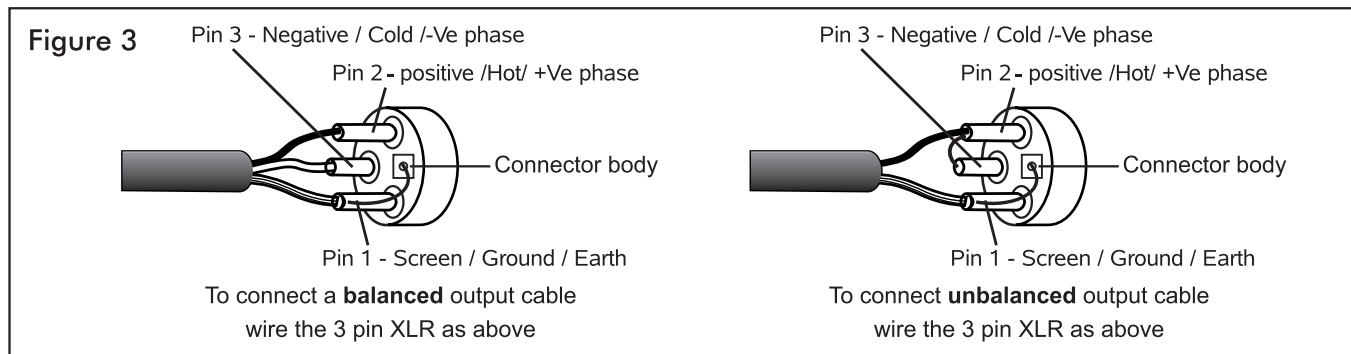 Figure 3
Pin 3 - Negative / Cold /-Ve phase
Pin 2 - positive /Hot/ +Ve phase
Connector body
Pin 1 - Screen / Ground / Earth
To connect a balanced output cable
wire the 3 pin XLR as above
Pin 3 - Negative / Cold /-Ve phase
Pin 2 - positive /Hot/ +Ve phase
Connector body
Pin 1 - Screen / Ground / Earth
To connect unbalanced output cable
wire the 3 pin XLR as above